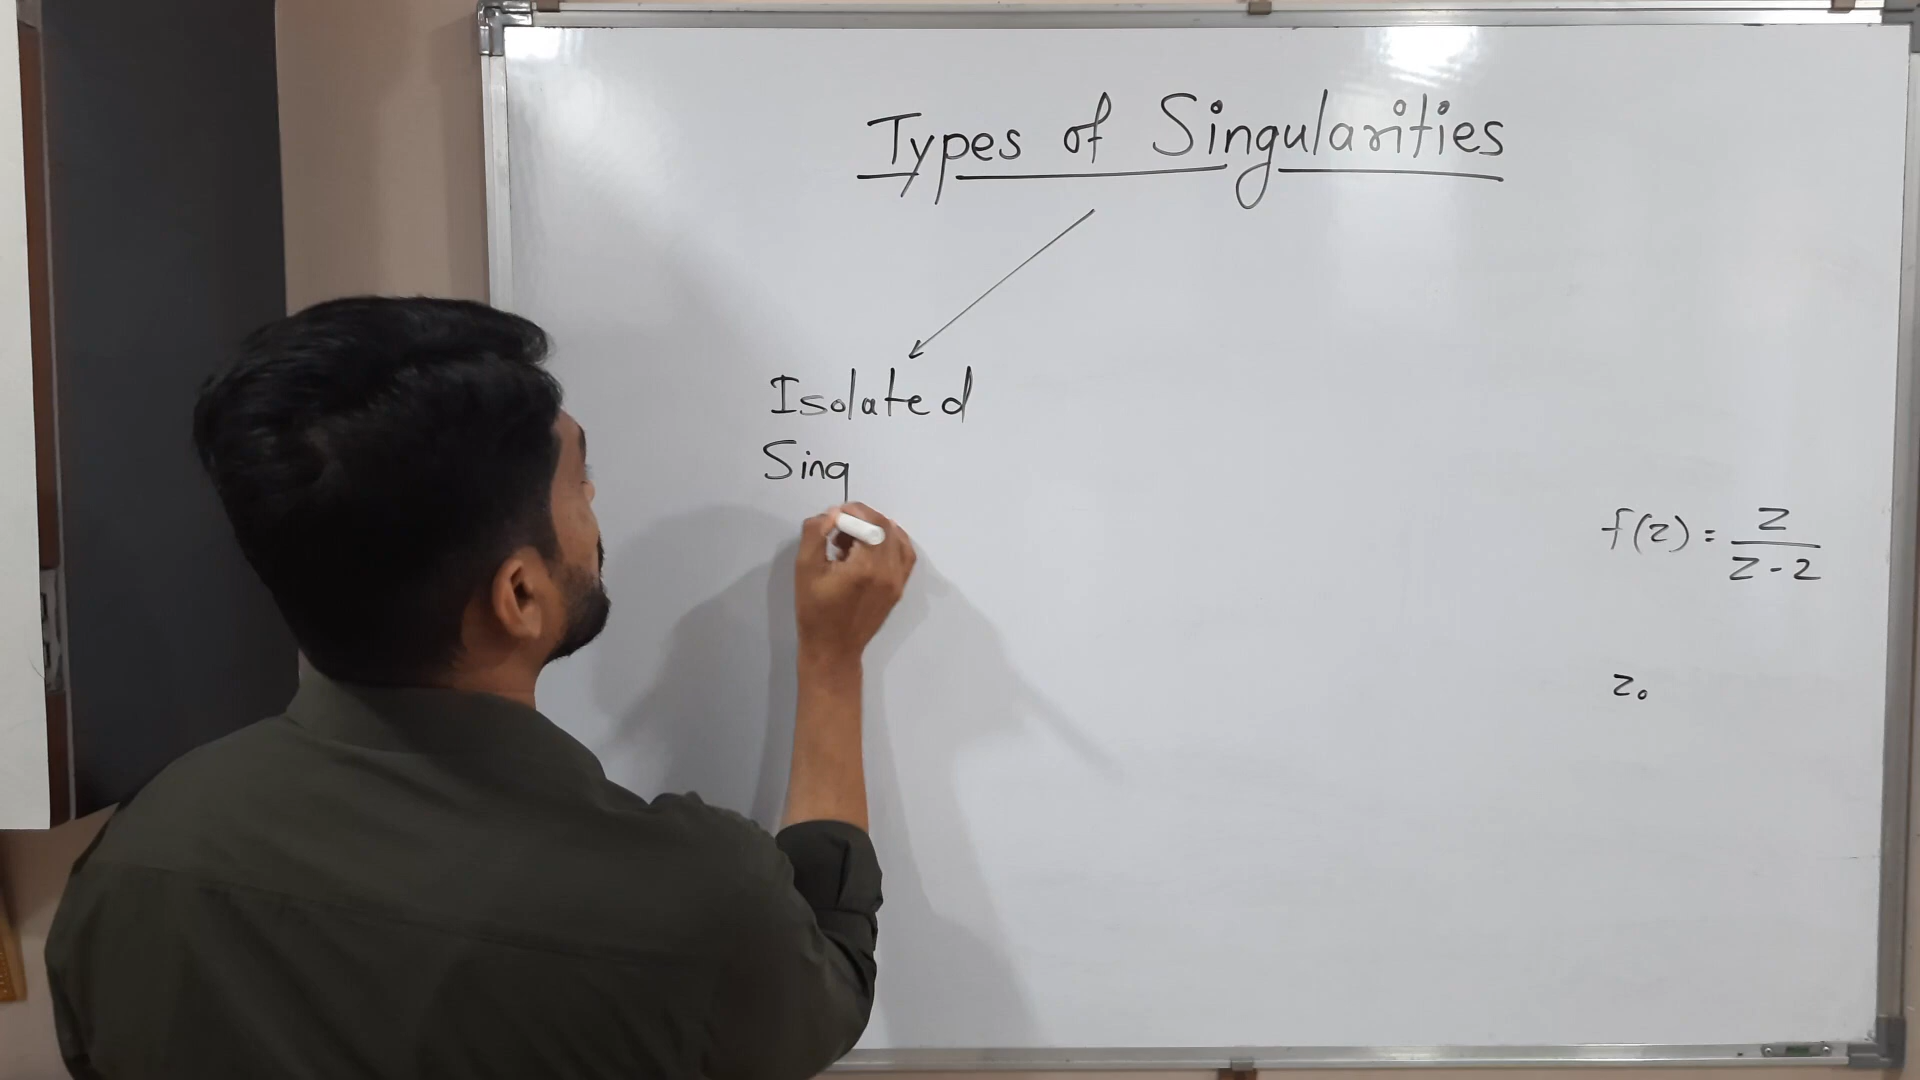 Types of Singularities
Isolated
Sing
f(z) = z / z - 2
z₀